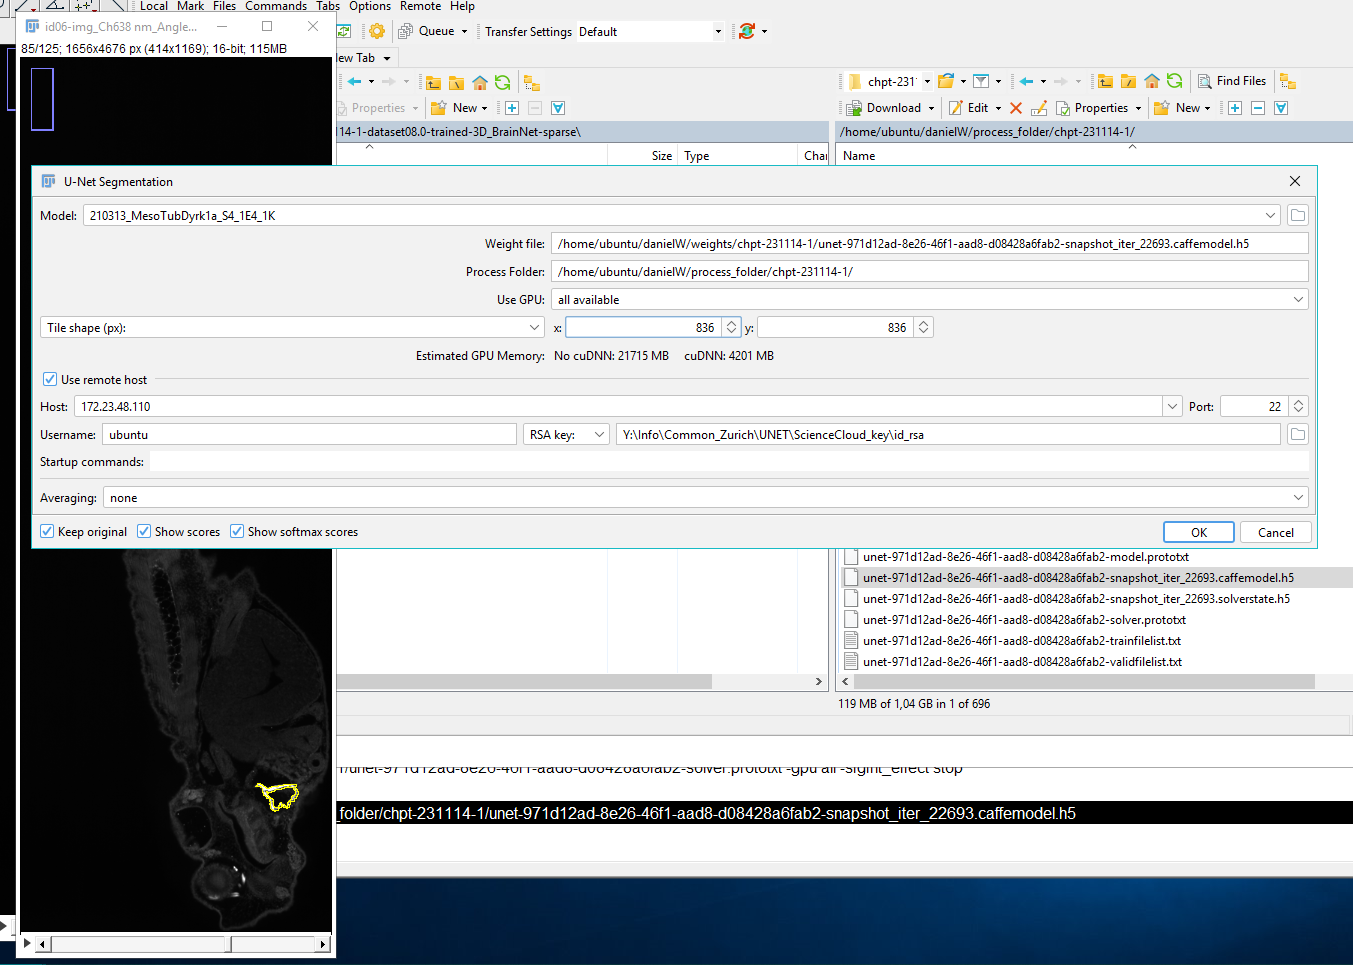 Local Mark Files Commands Tabs Options Remote Help
id06-img_Ch638 nm_Angle...
85/125; 1656x4676 px (414x1169); 16-bit; 115MB
Queue Transfer Settings Default
ew Tab
chpt-231 Find Files
Properties New Download Edit Properties New
114-1-dataset08.0-trained-3D_BrainNet-sparse\ /home/ubuntu/danielW/process_folder/chpt-231114-1/
Size Type Char Name
U-Net Segmentation
Model: 210313_MesoTubDyrk1a_S4_1E4_1K
Weight file: /home/ubuntu/danielW/weights/chpt-231114-1/unet-971d12ad-8e26-46f1-aad8-d08428a6fab2-snapshot_iter_22693.caffemodel.h5
Process Folder: /home/ubuntu/danielW/process_folder/chpt-231114-1/
Use GPU: all available
Tile shape (px): x: 836 y: 836
Estimated GPU Memory: No cuDNN: 21715 MB cuDNN: 4201 MB
Use remote host
Host: 172.23.48.110 Port: 22
Username: ubuntu RSA key: Y:\Info\Common_Zurich\UNET\ScienceCloud_key\id_rsa
Startup commands:
Averaging: none
Keep original Show scores Show softmax scores OK Cancel
unet-971d12ad-8e26-46f1-aad8-d08428a6fab2-model.prototxt
unet-971d12ad-8e26-46f1-aad8-d08428a6fab2-snapshot_iter_22693.caffemodel.h5
unet-971d12ad-8e26-46f1-aad8-d08428a6fab2-snapshot_iter_22693.solverstate.h5
unet-971d12ad-8e26-46f1-aad8-d08428a6fab2-solver.prototxt
unet-971d12ad-8e26-46f1-aad8-d08428a6fab2-trainfilelist.txt
unet-971d12ad-8e26-46f1-aad8-d08428a6fab2-validfilelist.txt
119 MB of 1,04 GB in 1 of 696
/unet-971d12ad-8e26-46f1-aad8-d08428a6fab2-solver.prototxt -gpu all -sigint_effect stop
_folder/chpt-231114-1/unet-971d12ad-8e26-46f1-aad8-d08428a6fab2-snapshot_iter_22693.caffemodel.h5